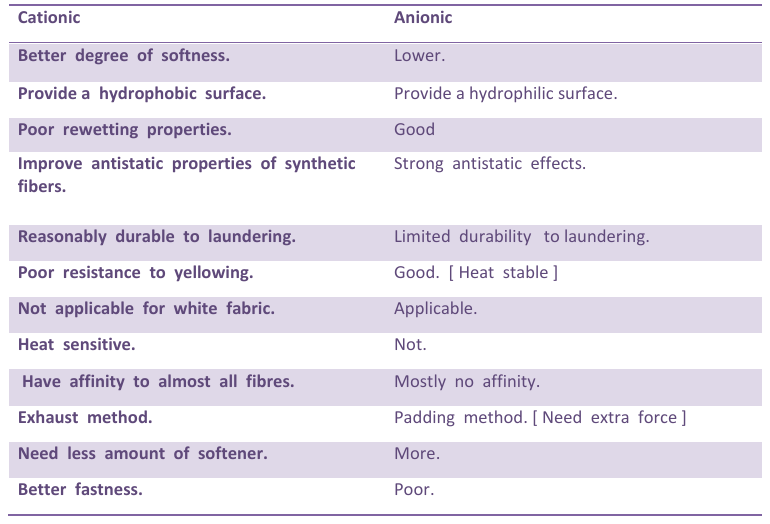 Cationic Anionic
Better degree of softness. Lower.
Provide a hydrophobic surface. Provide a hydrophilic surface.
Poor rewetting properties. Good
Improve antistatic properties of synthetic Strong antistatic effects.
fibers.
Reasonably durable to laundering. Limited durability to laundering.
Poor resistance to yellowing. Good. [ Heat stable ]
Not applicable for white fabric. Applicable.
Heat sensitive. Not.
Have affinity to almost all fibres. Mostly no affinity.
Exhaust method. Padding method. [ Need extra force ]
Need less amount of softener. More.
Better fastness. Poor.